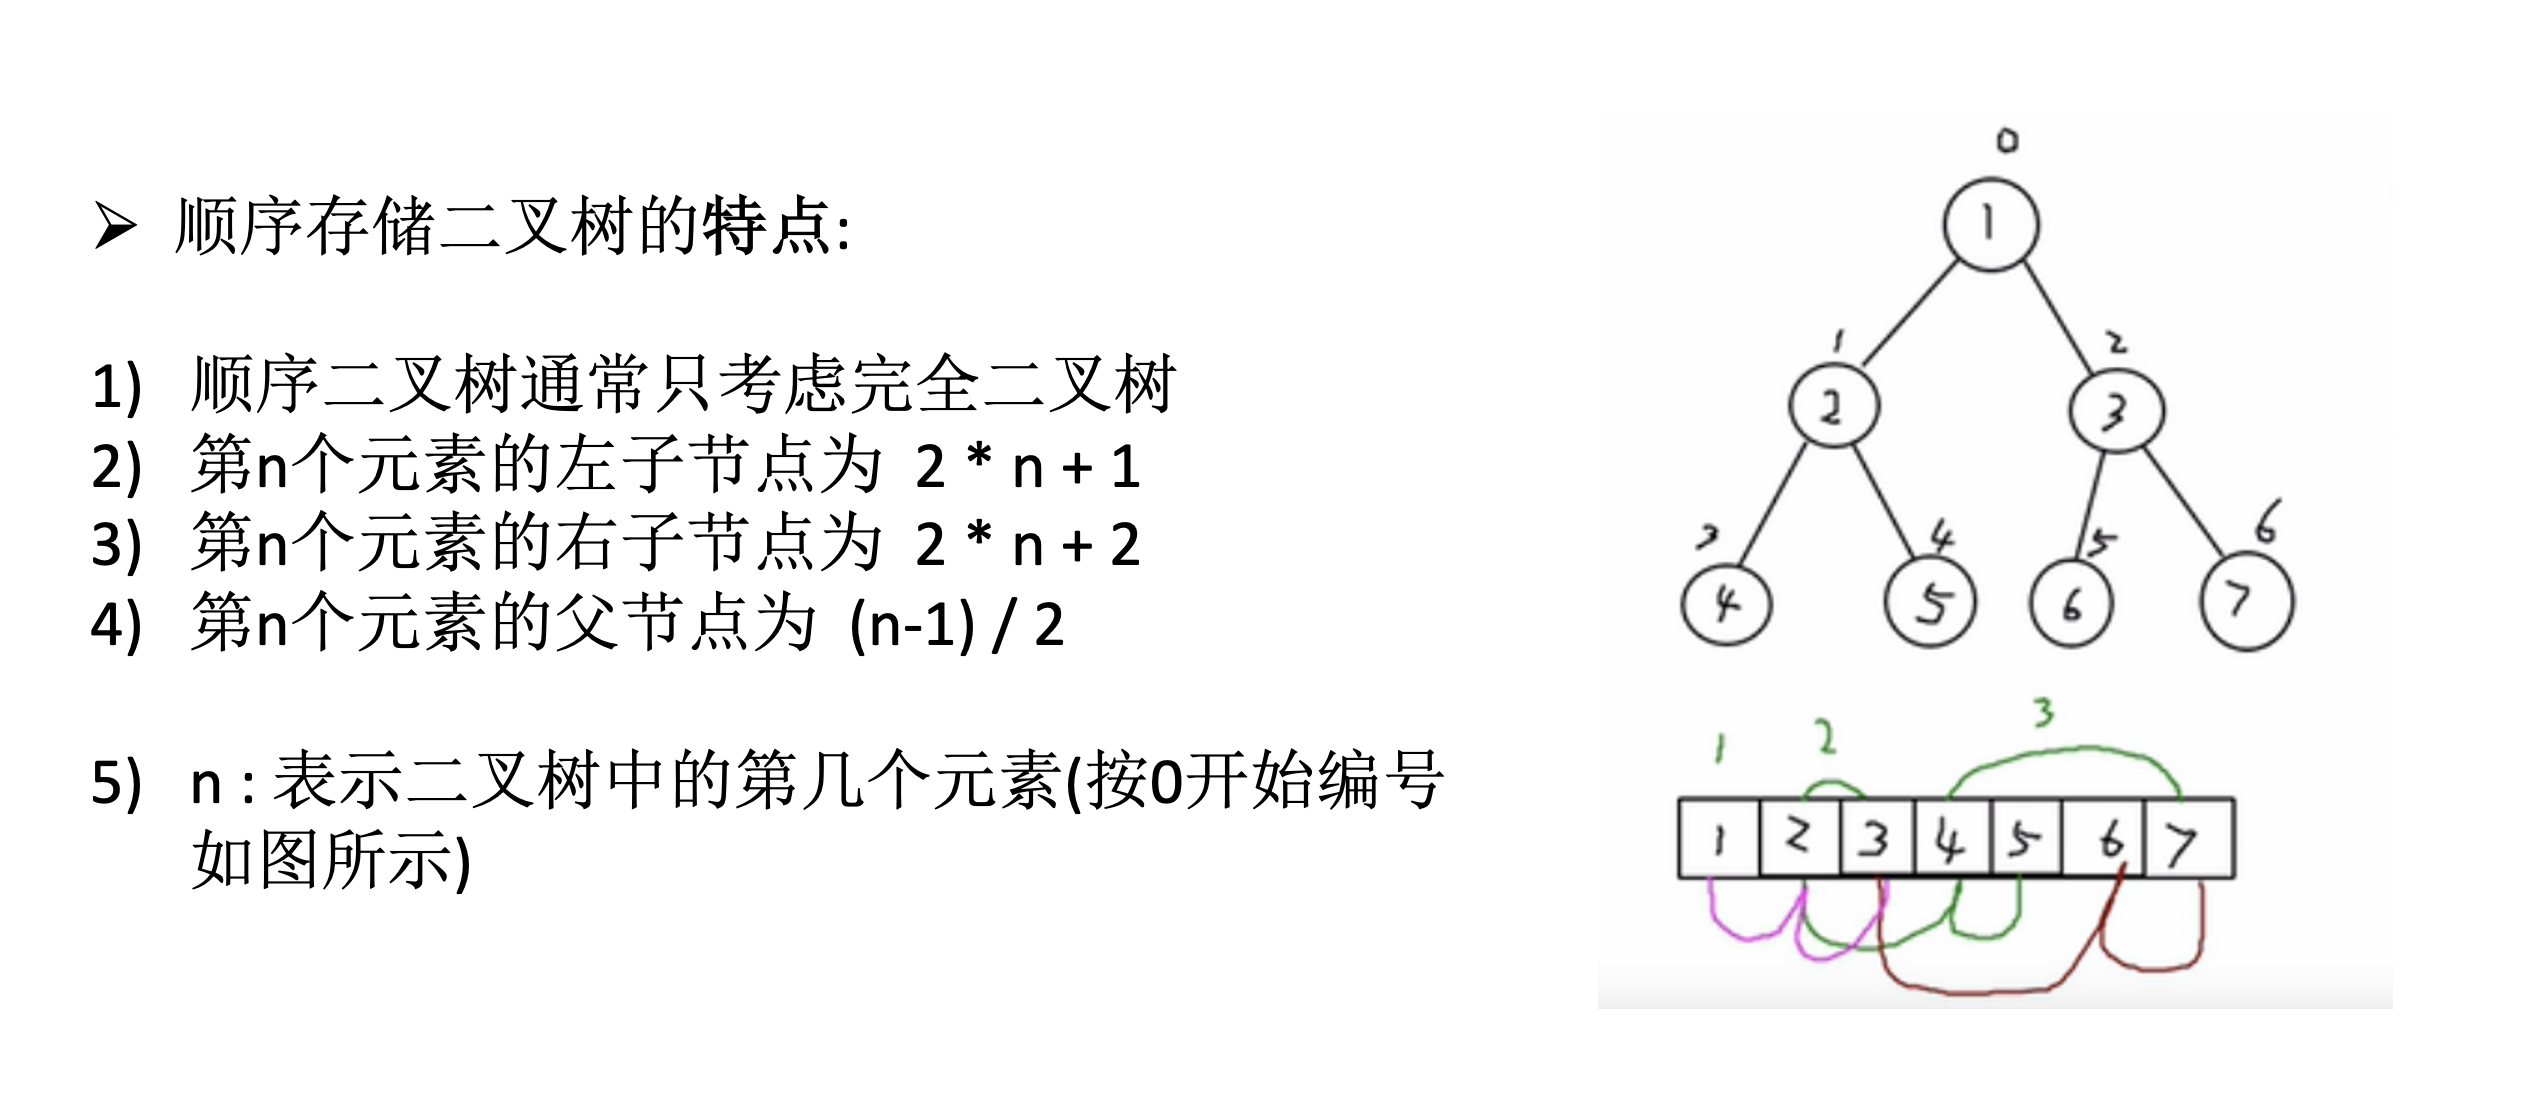 ➢ 顺序存储二叉树的特点:
1) 顺序二叉树通常只考虑完全二叉树
2) 第n个元素的左子节点为 2 * n + 1
3) 第n个元素的右子节点为 2 * n + 2
4) 第n个元素的父节点为 (n-1) / 2
5) n : 表示二叉树中的第几个元素(按0开始编号
如图所示)
0
1
1 2
2 3
3 4 5 6
4 5 6 7
1 2 3
1 2 3 4 5 6 7